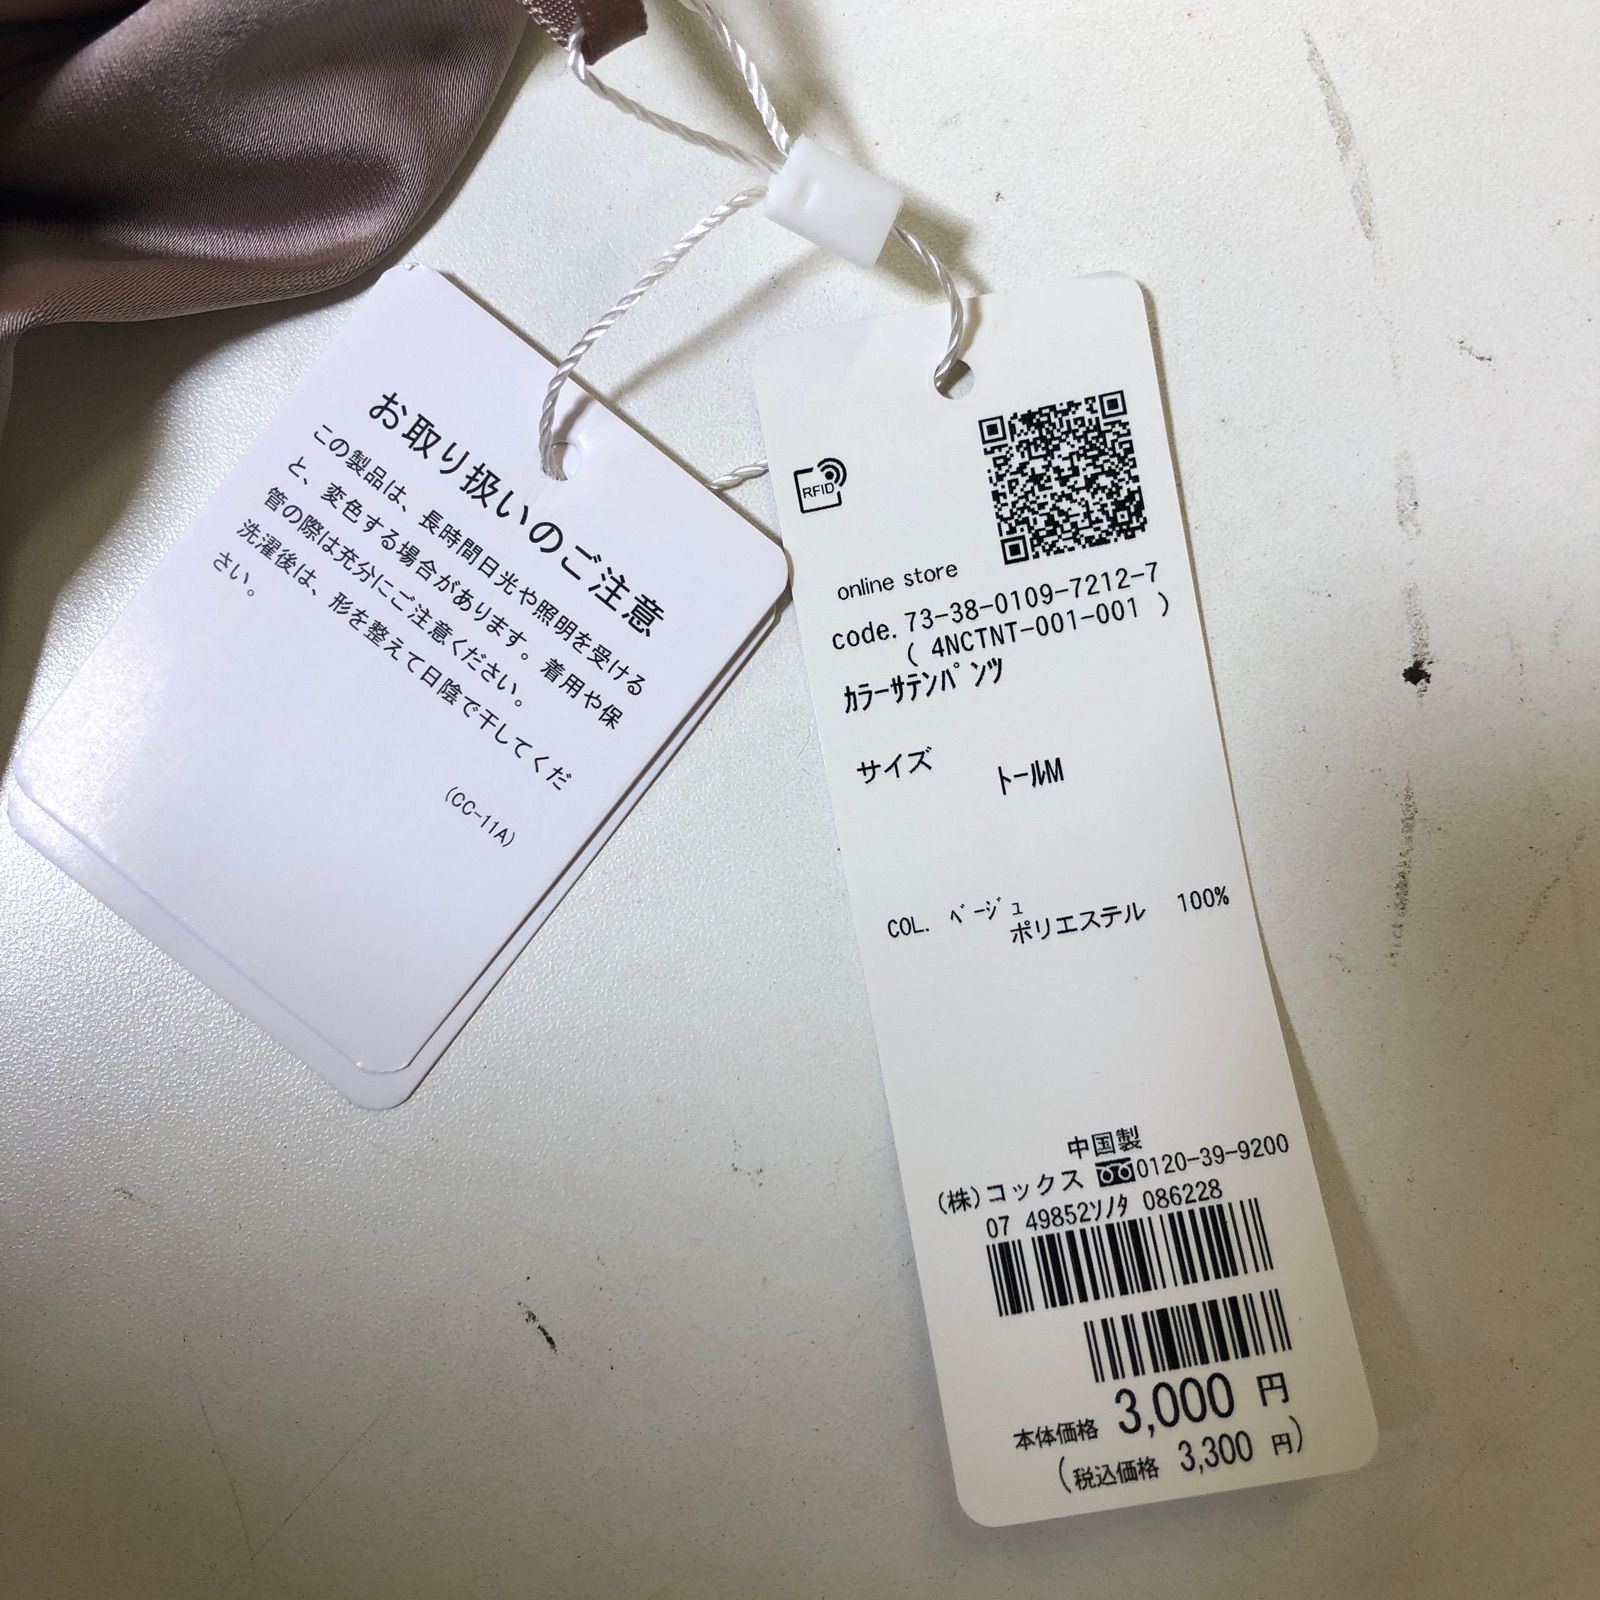 お取り扱いのご注意
この製品は、長時間日光や照明を受ける
と、変色する場合があります。着用や保
管の際は充分にご注意ください。
洗濯後は、形を整えて日陰で干してくだ
さい。
(CC-11A)
RFID
online store
code. 73-38-0109-7212-7
( 4NCTNT-001-001 )
ｶﾗｰｻﾃﾝﾊﾟﾝﾂ
サイズ ﾄｰﾙM
COL. ﾍﾞｰｼﾞｭ
ポリエステル 100%
中国製
(株)コックス 0120-39-9200
07 49852ｿﾉﾀ 086228
本体価格 3,000 円
(税込価格 3,300 円)